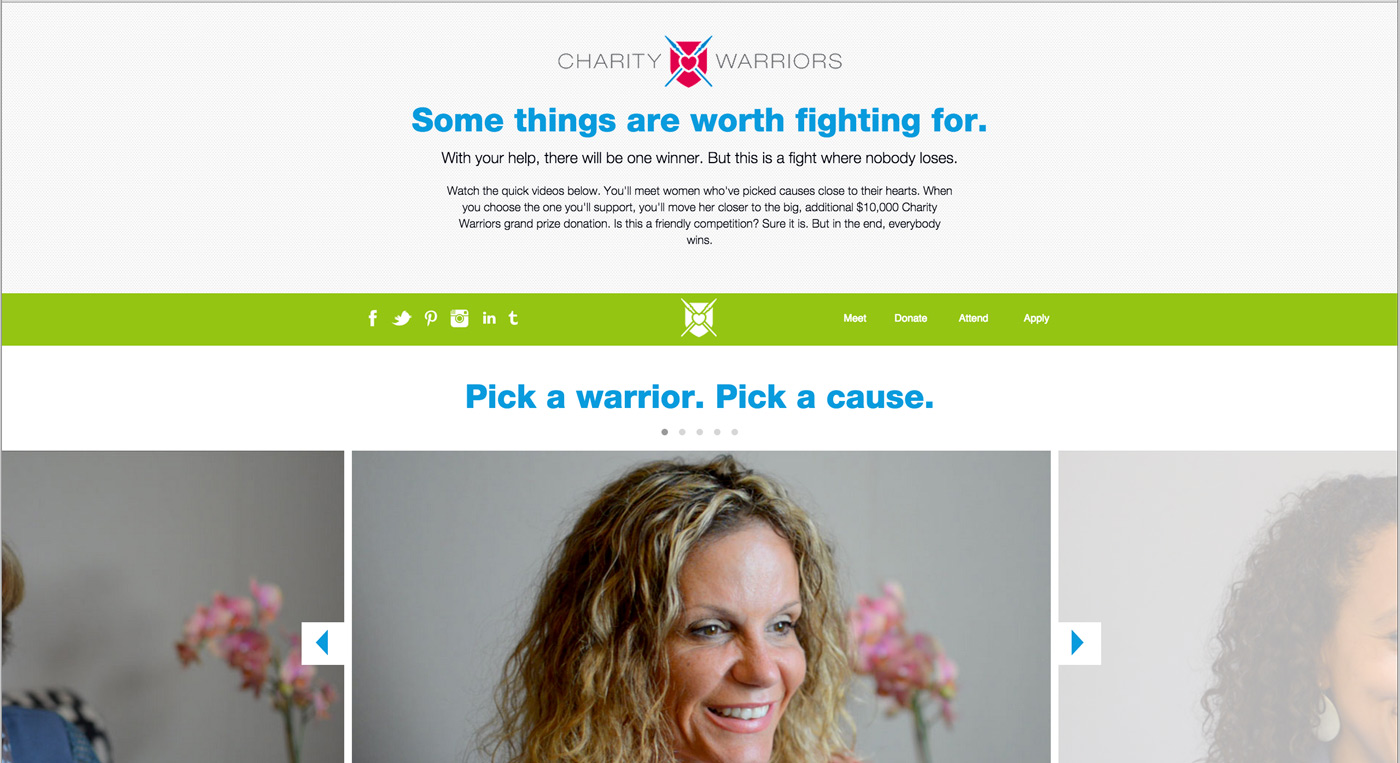 CHARITY WARRIORS
Some things are worth fighting for.
With your help, there will be one winner. But this is a fight where nobody loses.
Watch the quick videos below. You'll meet women who've picked causes close to their hearts. When
you choose the one you'll support, you'll move her closer to the big, additional $10,000 Charity
Warriors grand prize donation. Is this a friendly competition? Sure it is. But in the end, everybody
wins.
Meet Donate Attend Apply
Pick a warrior. Pick a cause.